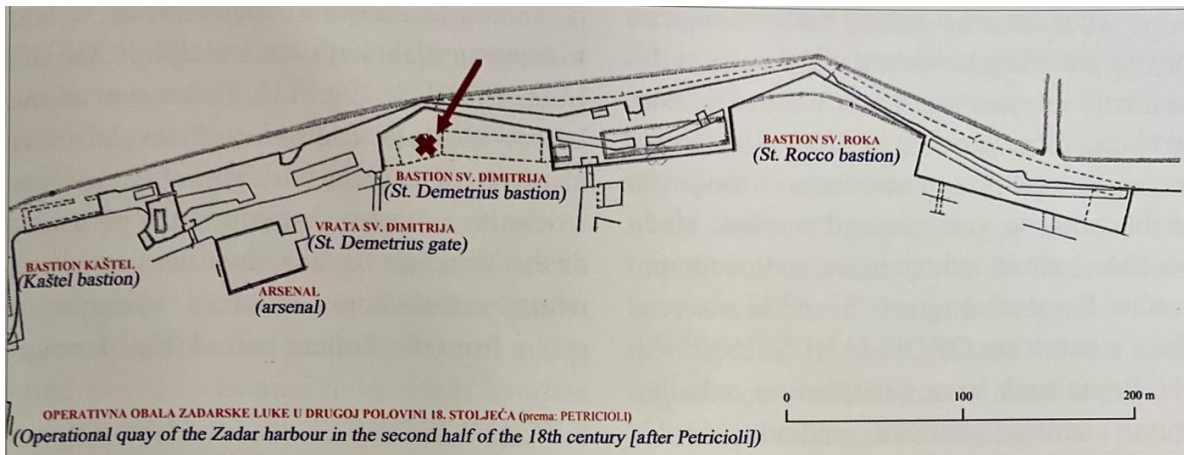 BASTION SV. ROKA
(St. Rocco bastion)
BASTION SV. DIMITRIJA
(St. Demetrius bastion)
VRATA SV. DIMITRIJA
(St. Demetrius gate)
BASTION KAŠTEL
(Kaštel bastion)
ARSENAL
(arsenal)
0 100 200 m
OPERATIVNA OBALA ZADARSKE LUKE U DRUGOJ POLOVINI 18. STOLJEĆA (prema: PETRICIOLI)
(Operational quay of the Zadar harbour in the second half of the 18th century [after Petricioli])